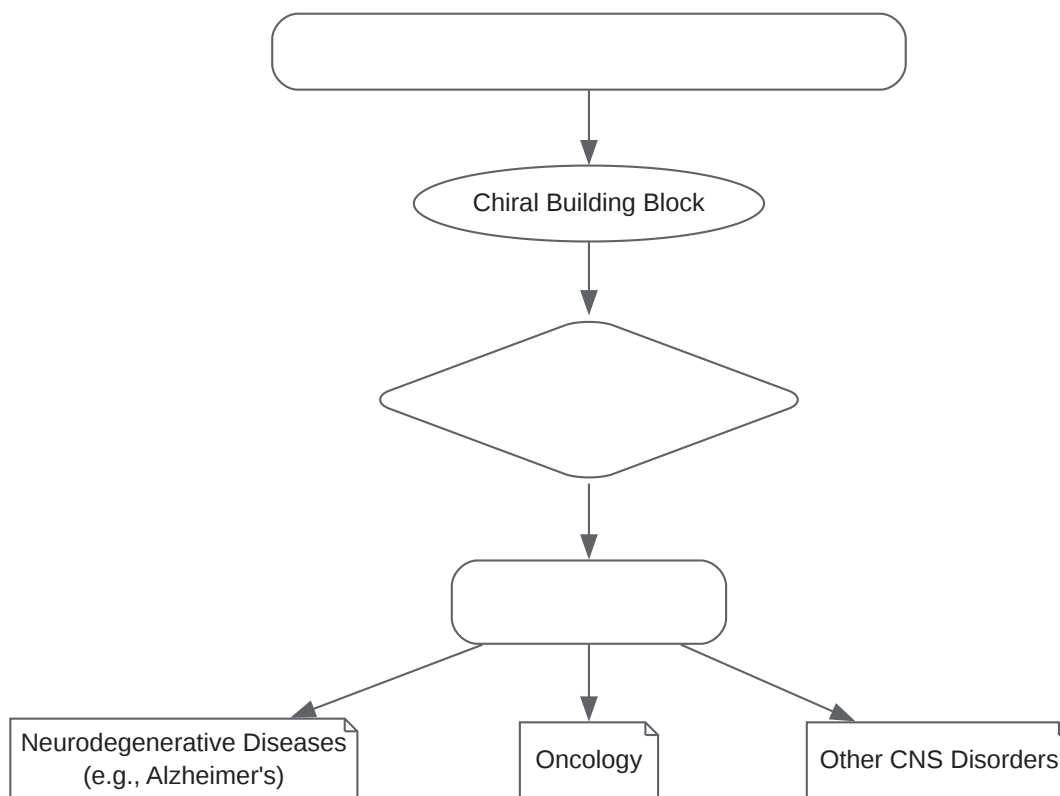 Chiral Building Block
Neurodegenerative Diseases
(e.g., Alzheimer's)
Oncology
Other CNS Disorders